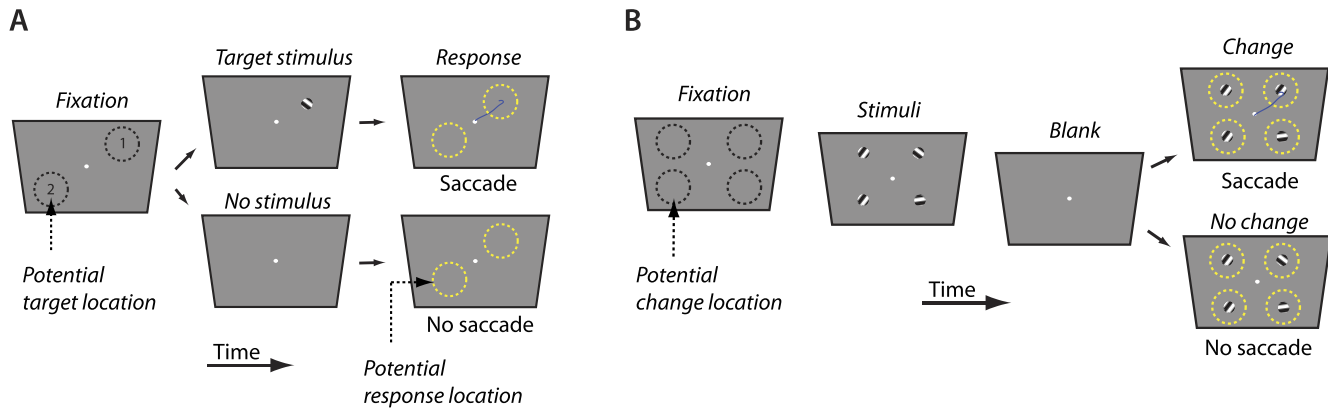 A
Fixation
1
2
Potential
target location
Target stimulus
No stimulus
Response
Saccade
No saccade
Time
Potential
response location
B
Fixation
Potential
change location
Stimuli
Blank
Time
Change
Saccade
No change
No saccade